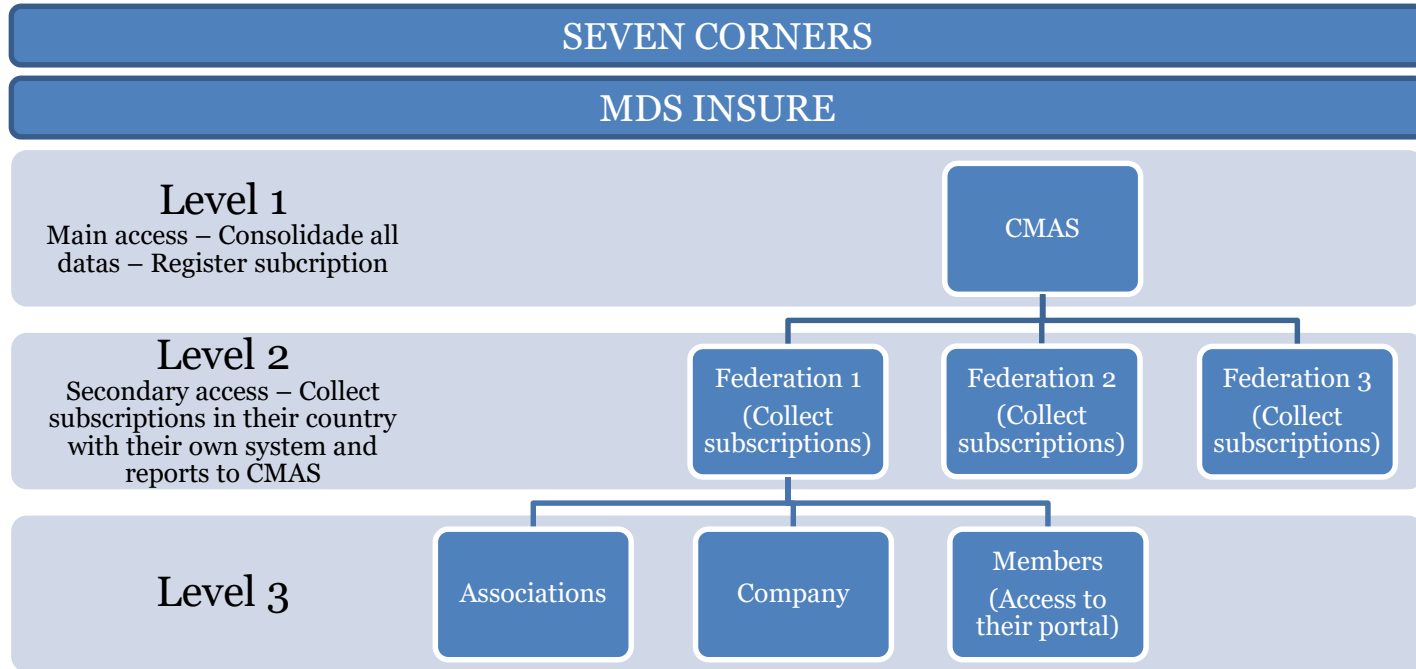 SEVEN CORNERS
MDS INSURE
Level 1
Main access – Consolidade all
datas – Register subcription
CMAS
Level 2
Secondary access – Collect
subscriptions in their country
with their own system and
reports to CMAS
Federation 1
(Collect
subscriptions)
Federation 2
(Collect
subscriptions)
Federation 3
(Collect
subscriptions)
Level 3
Associations
Company
Members
(Access to
their portal)